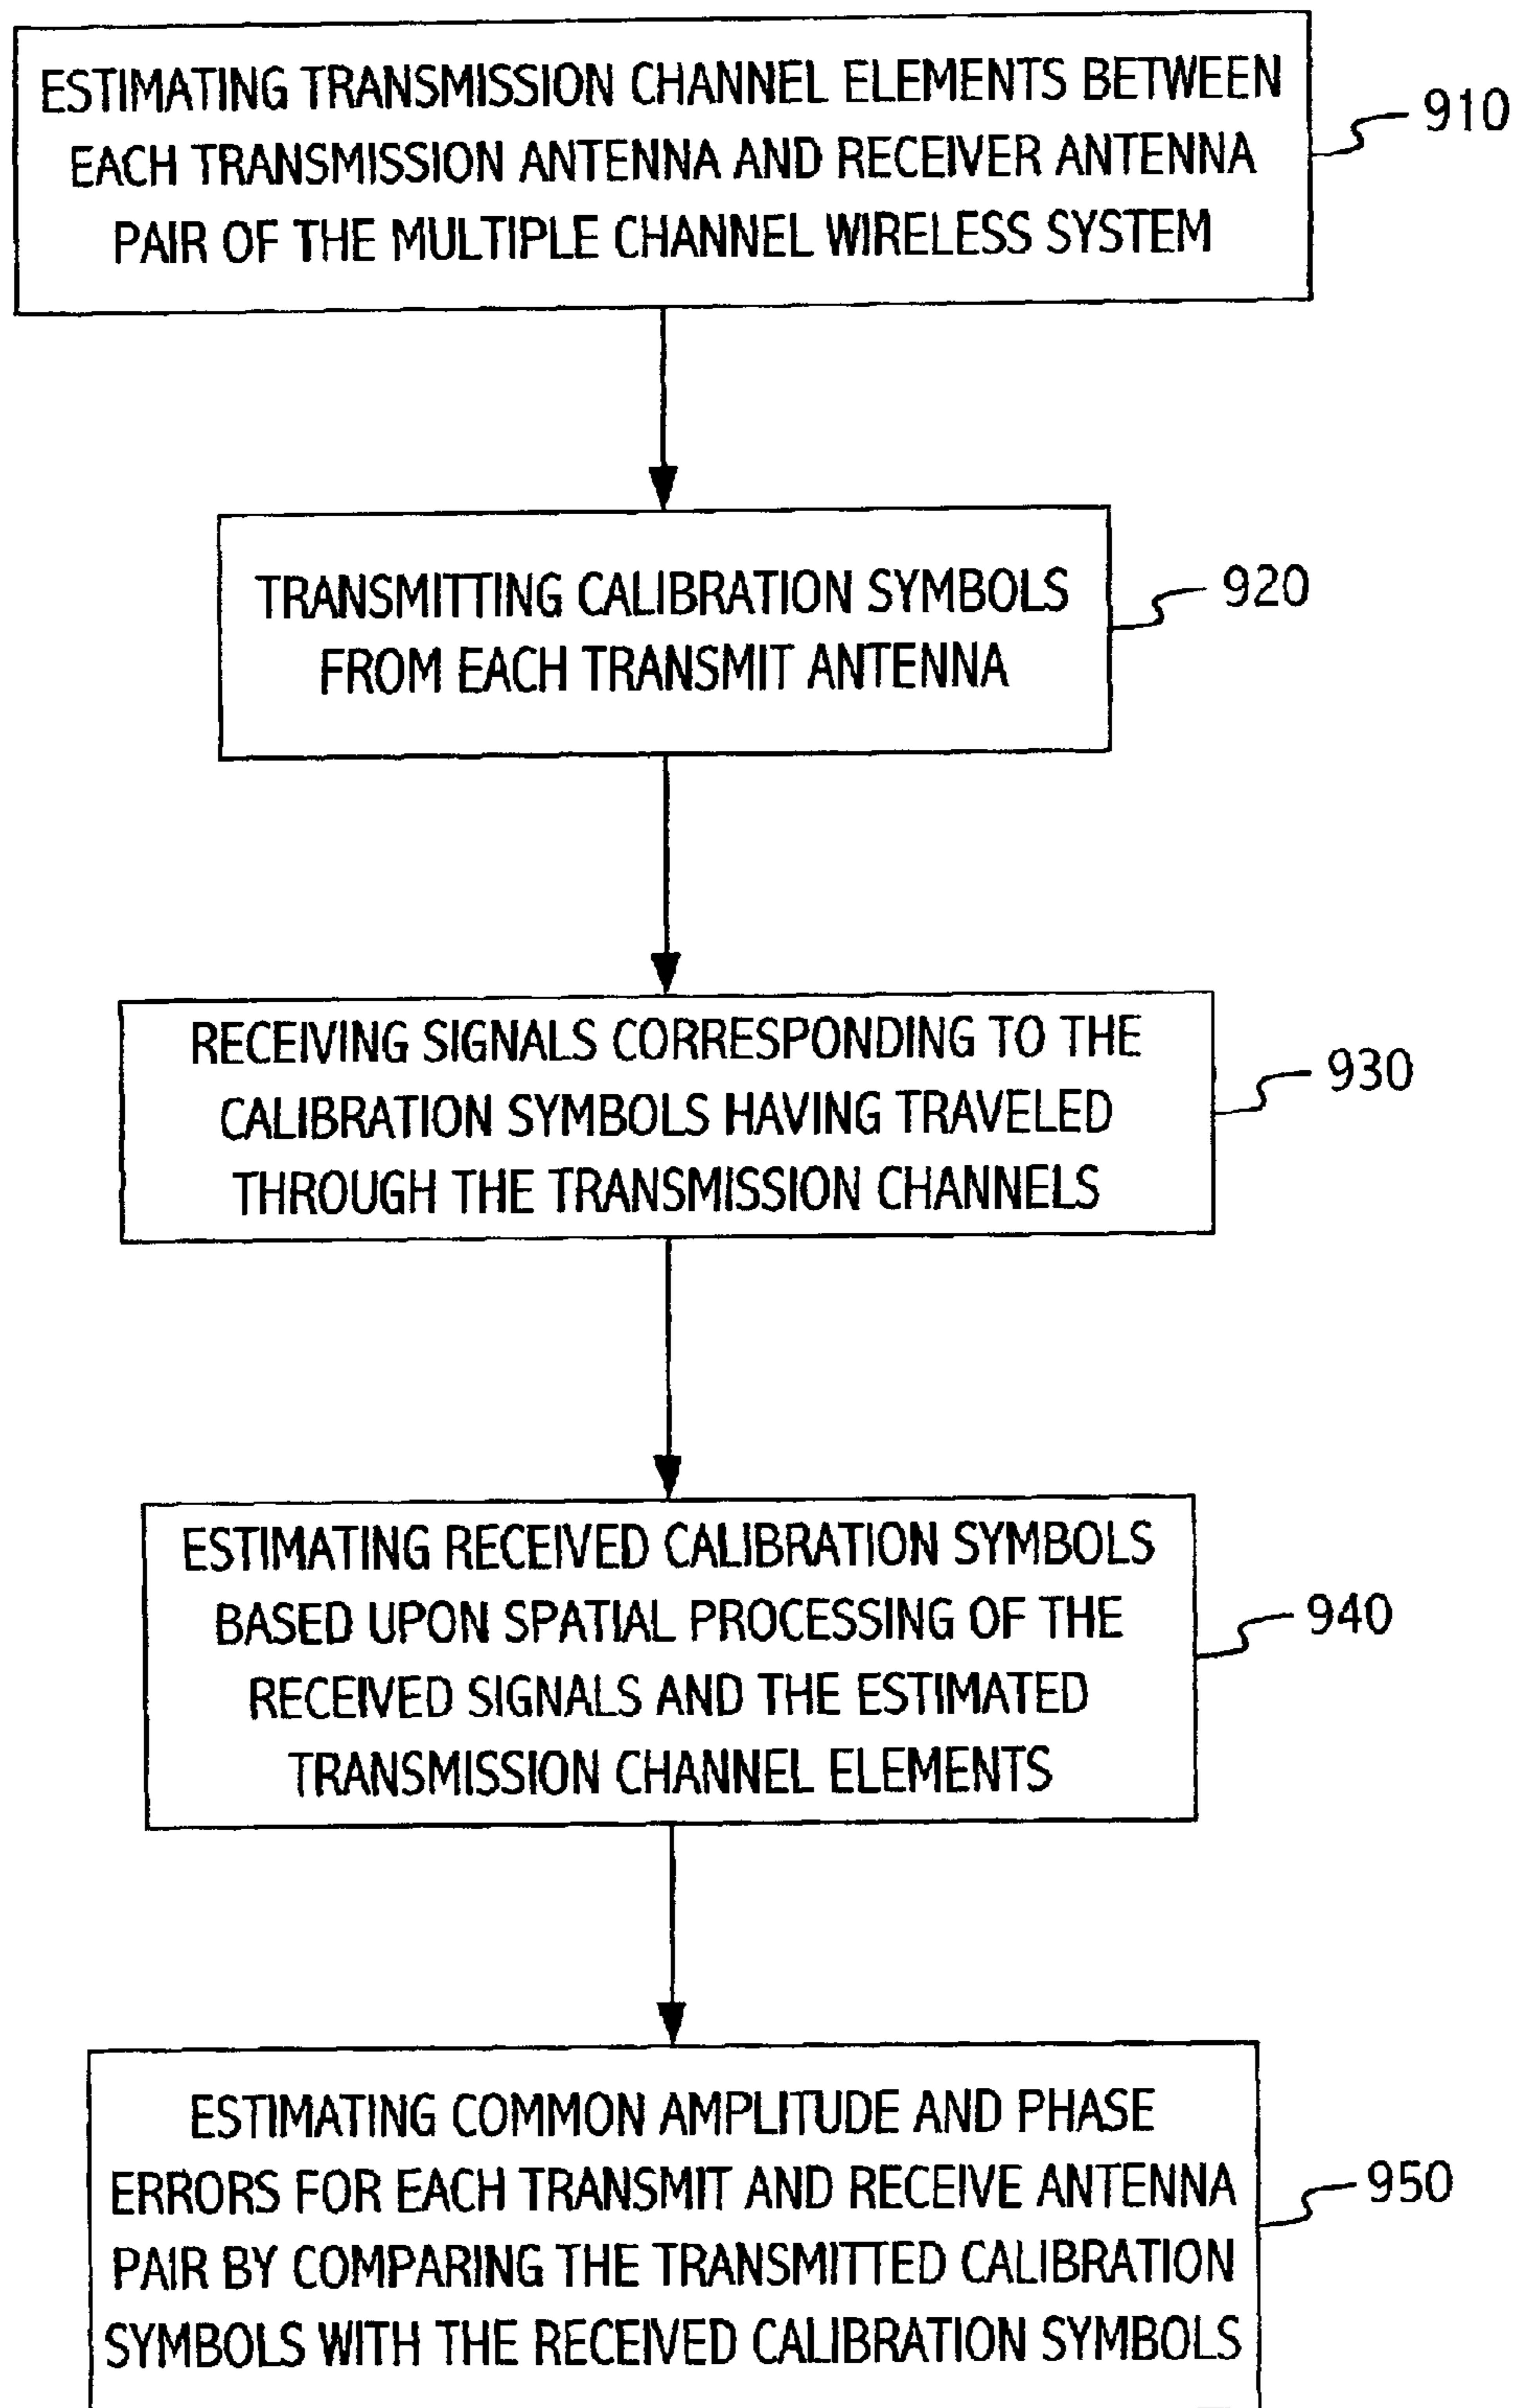 ESTIMATING TRANSMISSION CHANNEL ELEMENTS BETWEEN
EACH TRANSMISSION ANTENNA AND RECEIVER ANTENNA
PAIR OF THE MULTIPLE CHANNEL WIRELESS SYSTEM
910
TRANSMITTING CALIBRATION SYMBOLS
FROM EACH TRANSMIT ANTENNA
920
RECEIVING SIGNALS CORRESPONDING TO THE
CALIBRATION SYMBOLS HAVING TRAVELED
THROUGH THE TRANSMISSION CHANNELS
930
ESTIMATING RECEIVED CALIBRATION SYMBOLS
BASED UPON SPATIAL PROCESSING OF THE
RECEIVED SIGNALS AND THE ESTIMATED
TRANSMISSION CHANNEL ELEMENTS
940
ESTIMATING COMMON AMPLITUDE AND PHASE
ERRORS FOR EACH TRANSMIT AND RECEIVE ANTENNA
PAIR BY COMPARING THE TRANSMITTED CALIBRATION
SYMBOLS WITH THE RECEIVED CALIBRATION SYMBOLS
950